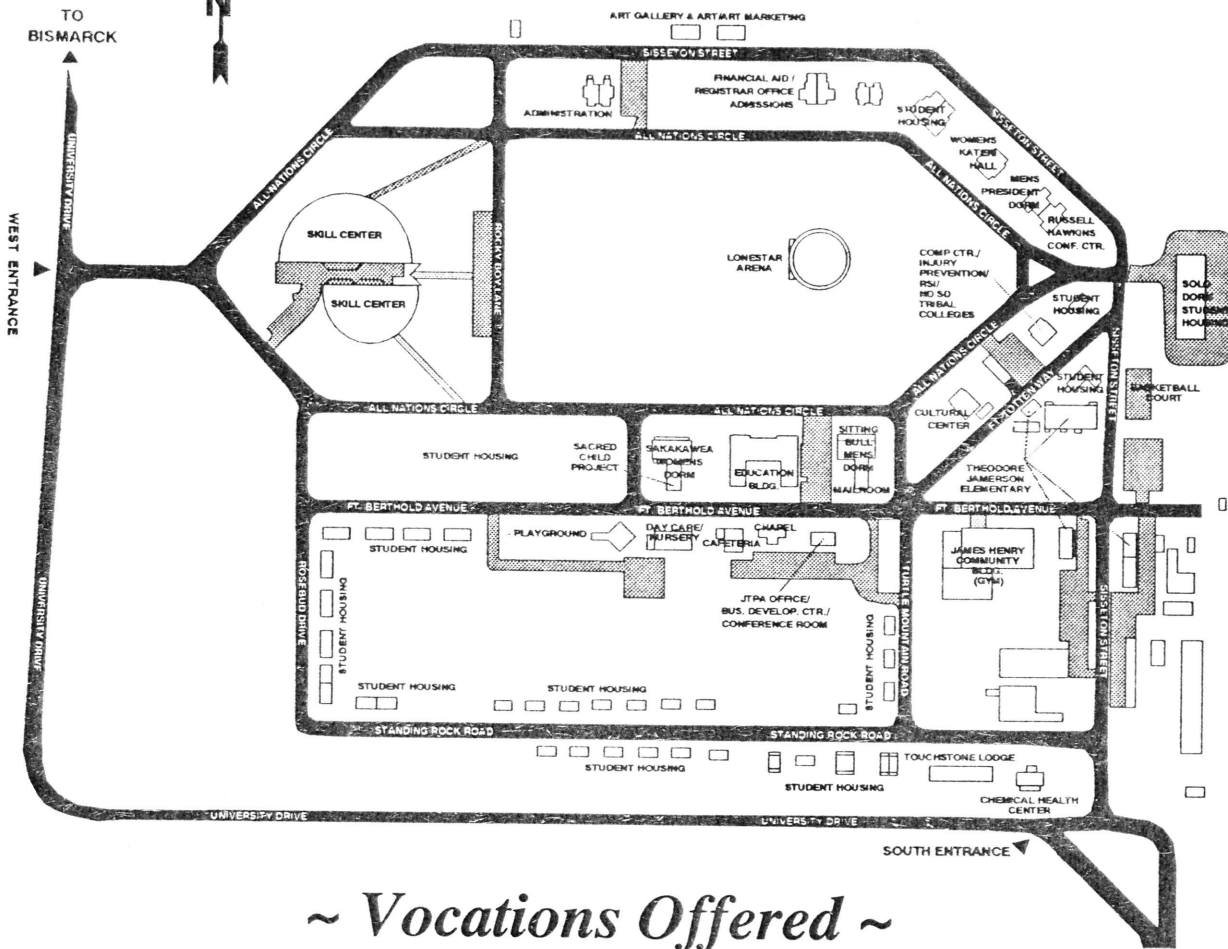 N
TO
BISMARCK
ART GALLERY & ART/ART MARKETING
SISSETON STREET
FINANCIAL AID /
REGISTRAR OFFICE
ADMISSIONS
ADMINISTRATION
STUDENT
HOUSING
SISSETON STREET
ALL NATIONS CIRCLE
WOMENS
KATERI
HALL
MENS
PRESIDENT
DORM
RUSSELL
HAWKINS
CONF. CTR.
UNIVERSITY DRIVE
ALL NATIONS CIRCLE
ALL NATIONS CIRCLE
WEST ENTRANCE
SKILL CENTER
SKILL CENTER
ROCKY BOY LANE
LONESTAR
ARENA
COMP CTR./
INJURY
PREVENTION/
RSI/
NO SD
TRIBAL
COLLEGES
STUDENT
HOUSING
SOLO
DORM
STUDENT
HOUSING
ALL NATIONS CIRCLE
FT. TOTTEN WAY
SISSETON STREET
STUDENT
HOUSING
BASKETBALL
COURT
ALL NATIONS CIRCLE
ALL NATIONS CIRCLE
CULTURAL
CENTER
STUDENT HOUSING
SACRED
CHILD
PROJECT
SAKAKAWEA
WOMENS
DORM
EDUCATION
BLDG.
SITTING
BULL
MENS
DORM
MAILROOM
THEODORE
JAMERSON
ELEMENTARY
FT. BERTHOLD AVENUE
FT. BERTHOLD AVENUE
FT. BERTHOLD AVENUE
STUDENT HOUSING
PLAYGROUND
DAY CARE/
NURSERY
CAFETERIA
CHAPEL
JAMES HENRY
COMMUNITY
BLDG.
(GYM)
ROSEBUD DRIVE
STUDENT HOUSING
JTPA OFFICE/
BUS. DEVELOP. CTR./
CONFERENCE ROOM
STUDENT HOUSING
TURTLE MOUNTAIN ROAD
SISSETON STREET
UNIVERSITY DRIVE
STUDENT HOUSING
STUDENT HOUSING
STANDING ROCK ROAD
STANDING ROCK ROAD
STUDENT HOUSING
STUDENT HOUSING
TOUCHSTONE LODGE
CHEMICAL HEALTH
CENTER
UNIVERSITY DRIVE
UNIVERSITY DRIVE
SOUTH ENTRANCE
~ Vocations Offered ~